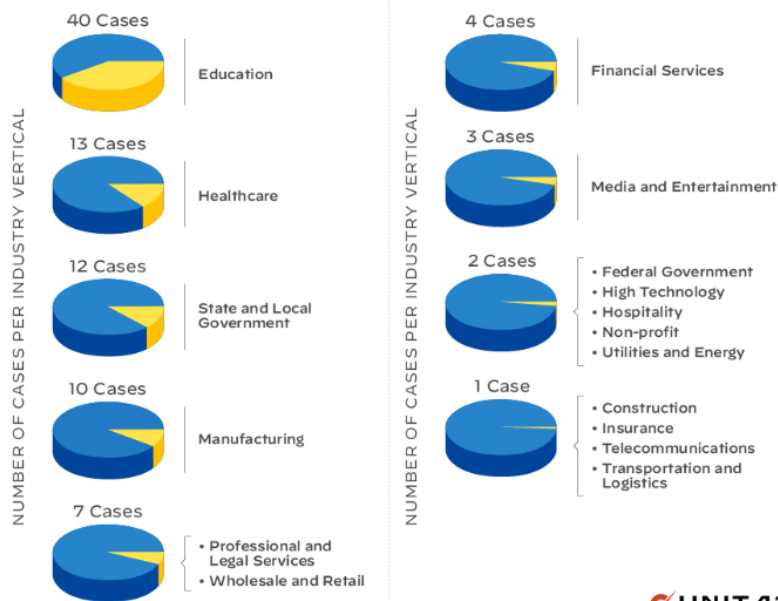 40 Cases
Education
13 Cases
Healthcare
12 Cases
State and Local
Government
10 Cases
Manufacturing
7 Cases
• Professional and
Legal Services
• Wholesale and Retail
NUMBER OF CASES PER INDUSTRY VERTICAL
4 Cases
Financial Services
3 Cases
Media and Entertainment
2 Cases
• Federal Government
• High Technology
• Hospitality
• Non-profit
• Utilities and Energy
1 Case
• Construction
• Insurance
• Telecommunications
• Transportation and
Logistics
NUMBER OF CASES PER INDUSTRY VERTICAL
UNIT